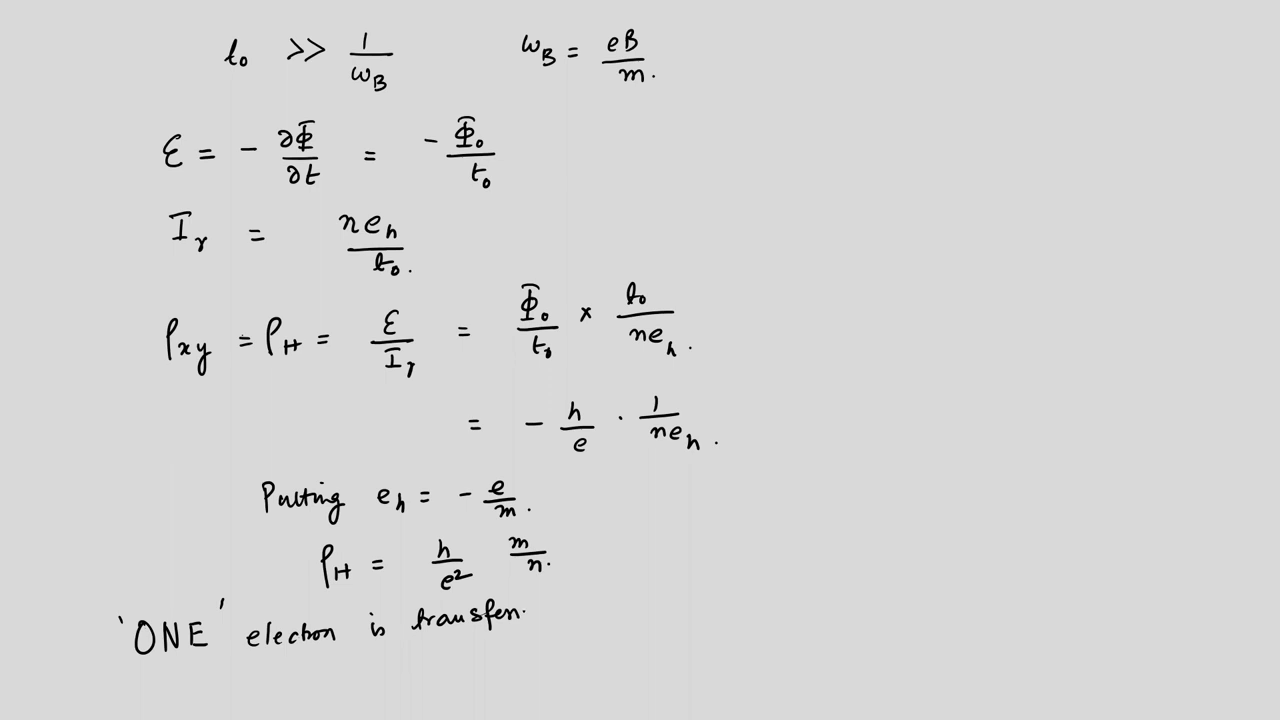 t₀ >> 1/ω_B    ω_B = eB/m.
ℰ = - ∂Φ/∂t = - Φ₀/t₀
I_r = ne_h/t₀.
ρ_xy = ρ_H = ℰ/I_r = Φ₀/t₀ × t₀/ne_h.
= - h/e · 1/ne_h.
Putting e_h = - e/m.
ρ_H = h/e² m/n.
'ONE' electron is transferr.